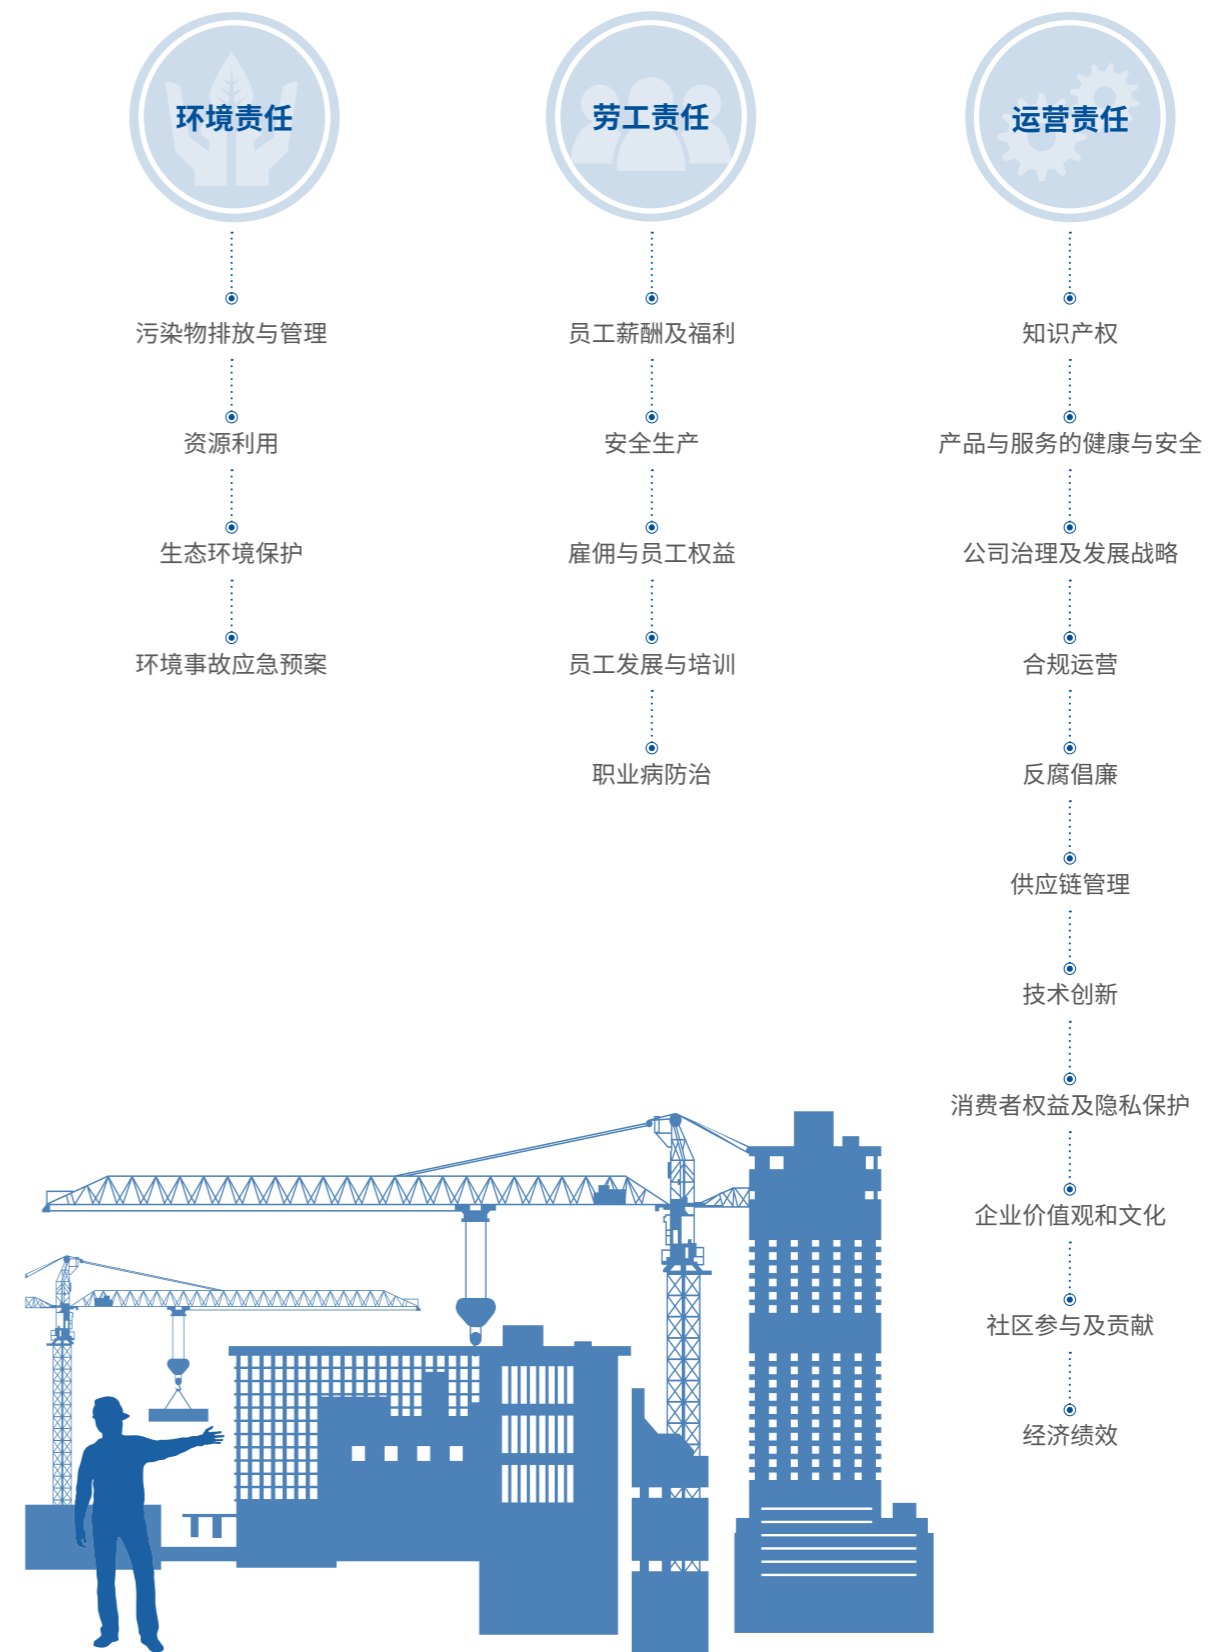 环境责任
污染物排放与管理
资源利用
生态环境保护
环境事故应急预案
劳工责任
员工薪酬及福利
安全生产
雇佣与员工权益
员工发展与培训
职业病防治
运营责任
知识产权
产品与服务的健康与安全
公司治理及发展战略
合规运营
反腐倡廉
供应链管理
技术创新
消费者权益及隐私保护
企业价值观和文化
社区参与及贡献
经济绩效